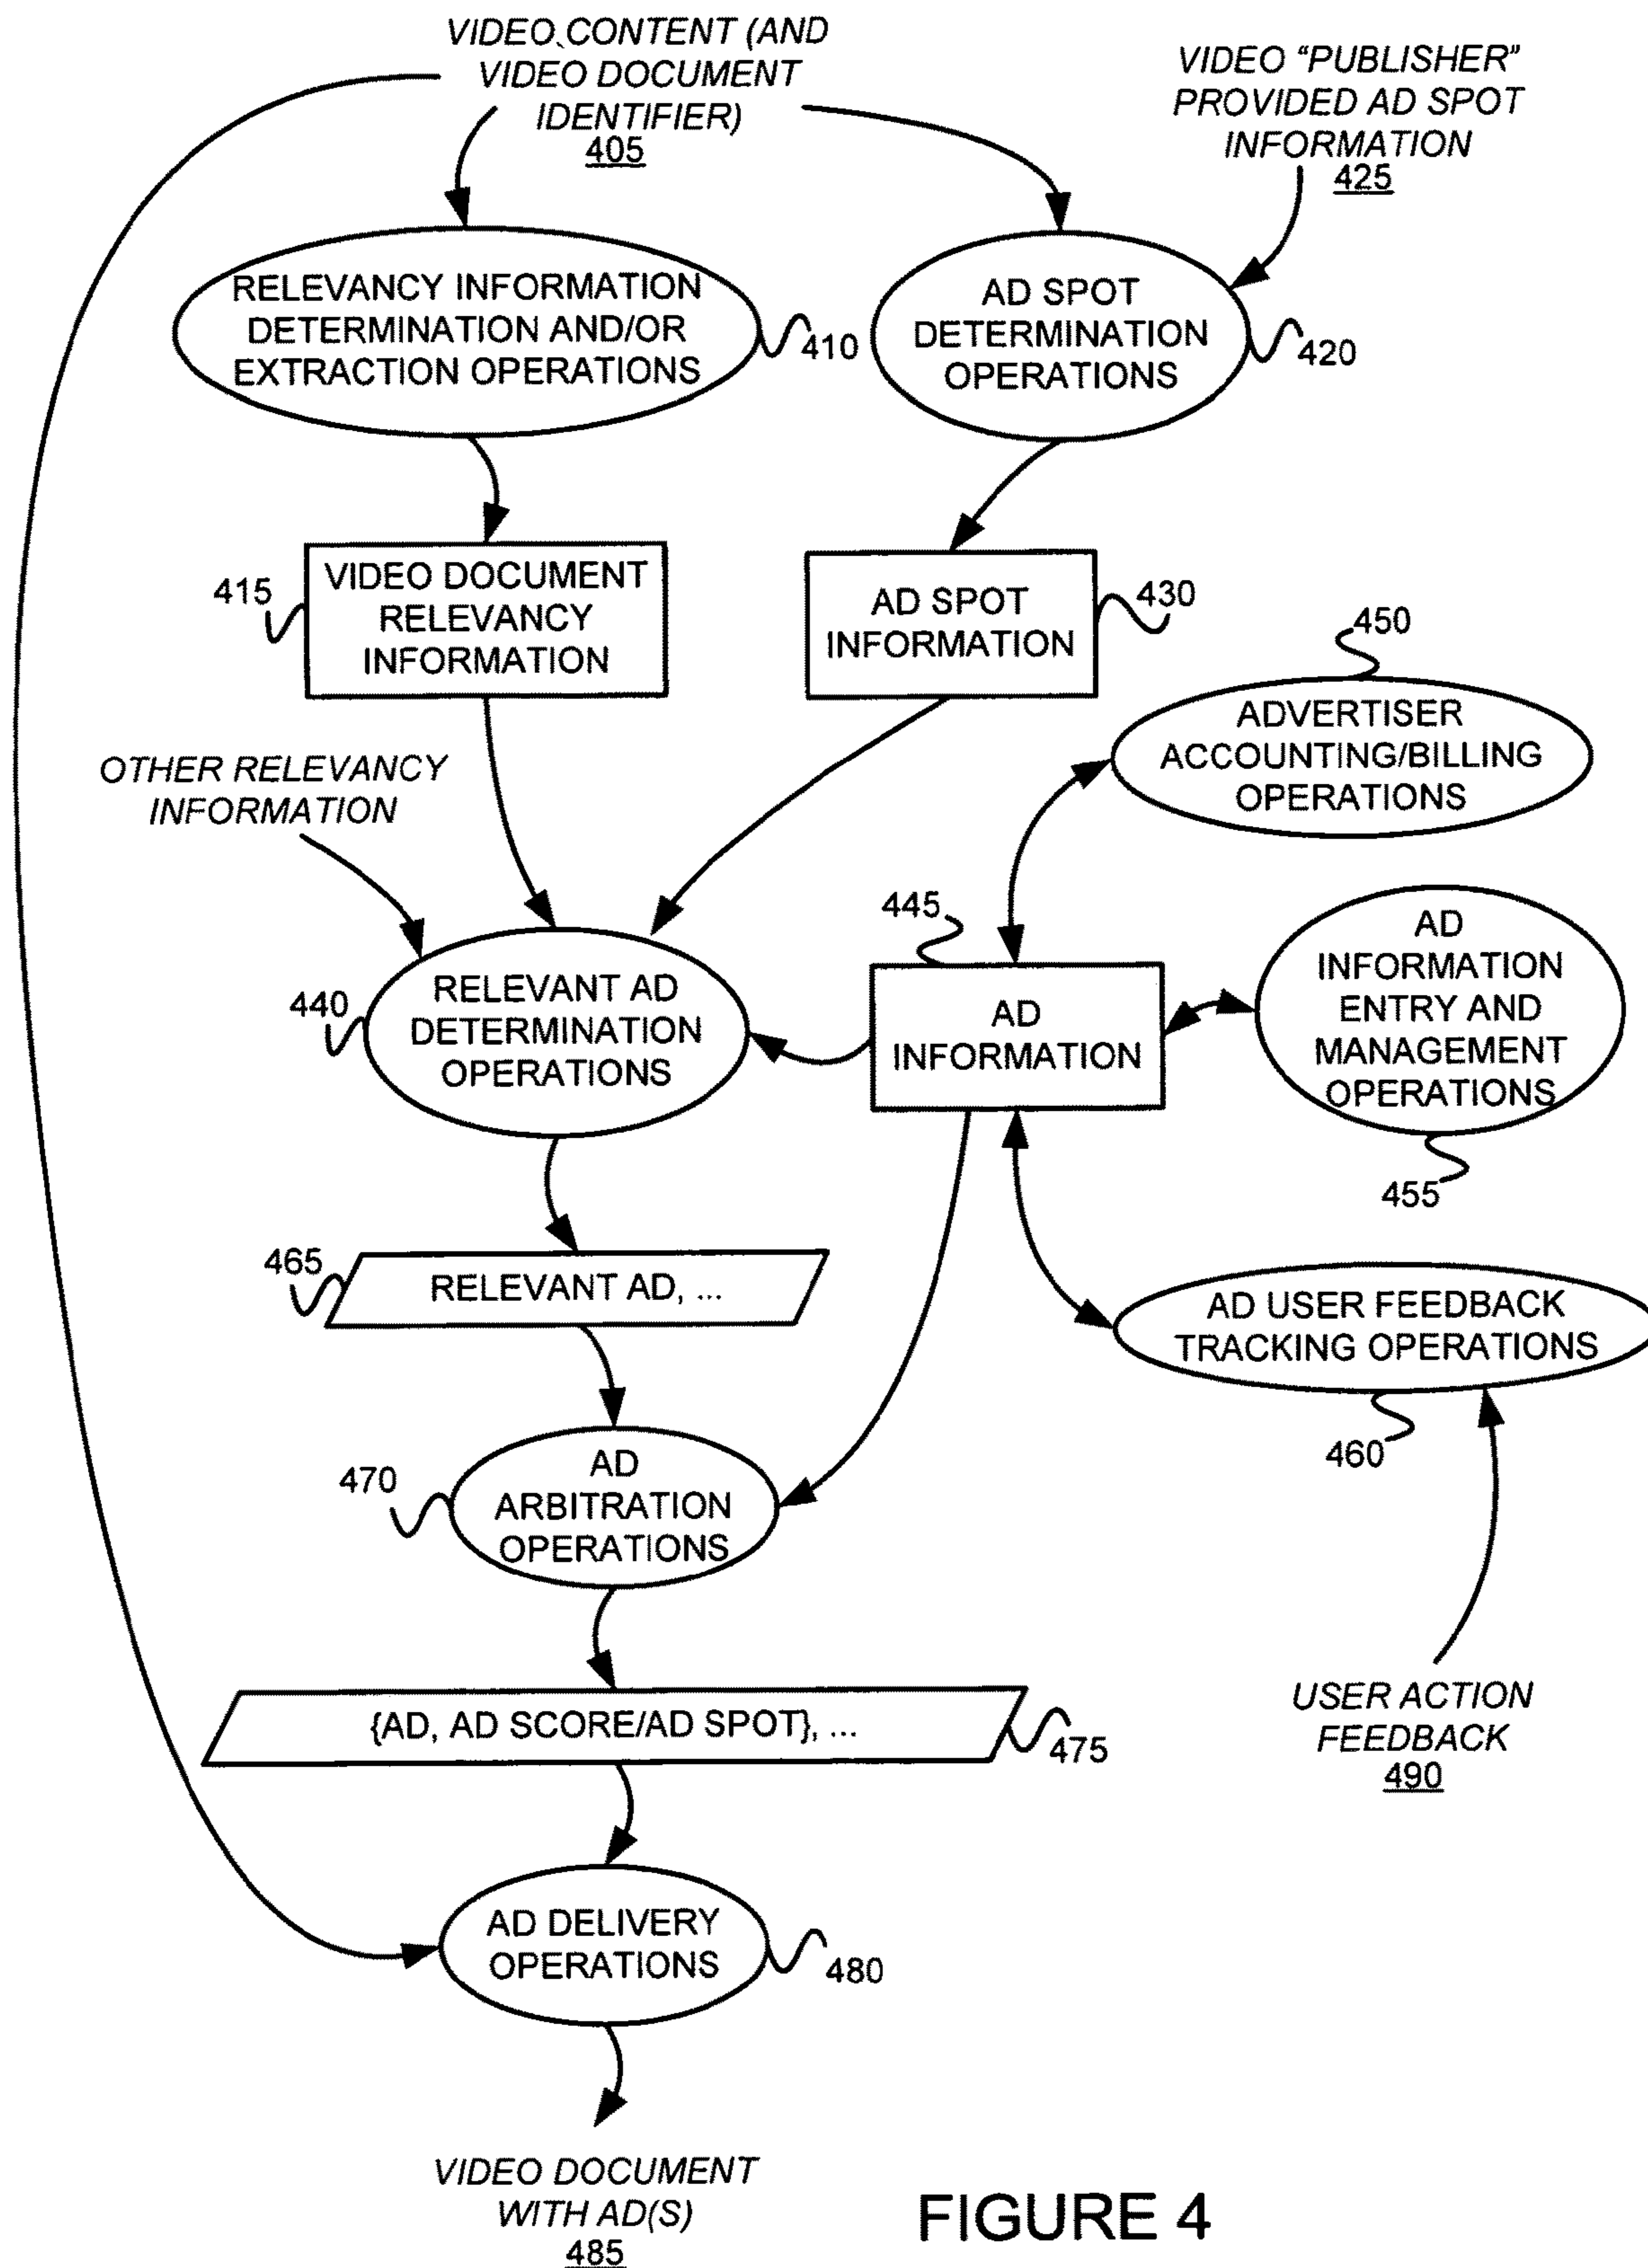 VIDEO CONTENT (AND
VIDEO DOCUMENT
IDENTIFIER)
405
VIDEO "PUBLISHER"
PROVIDED AD SPOT
INFORMATION
425
RELEVANCY INFORMATION
DETERMINATION AND/OR
EXTRACTION OPERATIONS
410
AD SPOT
DETERMINATION
OPERATIONS
420
415
VIDEO DOCUMENT
RELEVANCY
INFORMATION
AD SPOT
INFORMATION
430
450
ADVERTISER
ACCOUNTING/BILLING
OPERATIONS
OTHER RELEVANCY
INFORMATION
445
AD
INFORMATION
ENTRY AND
MANAGEMENT
OPERATIONS
455
440
RELEVANT AD
DETERMINATION
OPERATIONS
AD
INFORMATION
465
RELEVANT AD, ...
AD USER FEEDBACK
TRACKING OPERATIONS
460
470
AD
ARBITRATION
OPERATIONS
{AD, AD SCORE/AD SPOT}, ...
475
USER ACTION
FEEDBACK
490
AD DELIVERY
OPERATIONS
480
VIDEO DOCUMENT
WITH AD(S)
485
FIGURE 4